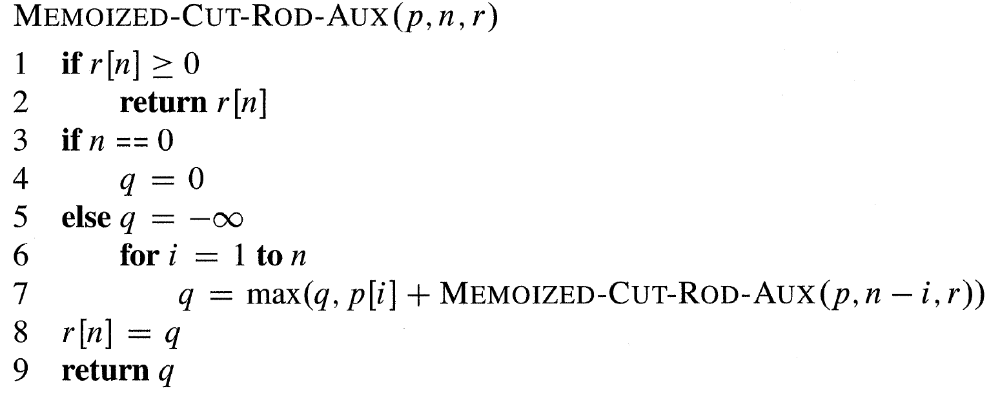 MEMOIZED-CUT-ROD-AUX(p, n, r)
1 if r[n] ≥ 0
2 return r[n]
3 if n == 0
4 q = 0
5 else q = −∞
6 for i = 1 to n
7 q = max(q, p[i] + MEMOIZED-CUT-ROD-AUX(p, n − i, r))
8 r[n] = q
9 return q